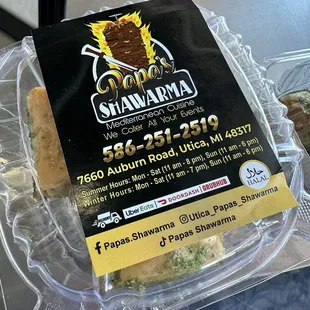 Papa's
SHAWARMA
Mediterranean Cuisine
We Cater All Your Events
586-251-2519
7660 Auburn Road, Utica, MI 48317
Summer Hours: Mon - Sat (11 am - 8 pm), Sun (11 am - 6 pm)
Winter Hours: Mon - Sat (11 am - 7 pm), Sun (11 am - 6 pm)
Uber Eats DOORDASH GRUBHUB
حلال
HALAL
Papas.Shawarma Utica_Papas_Shawarma
Papas Shawarma